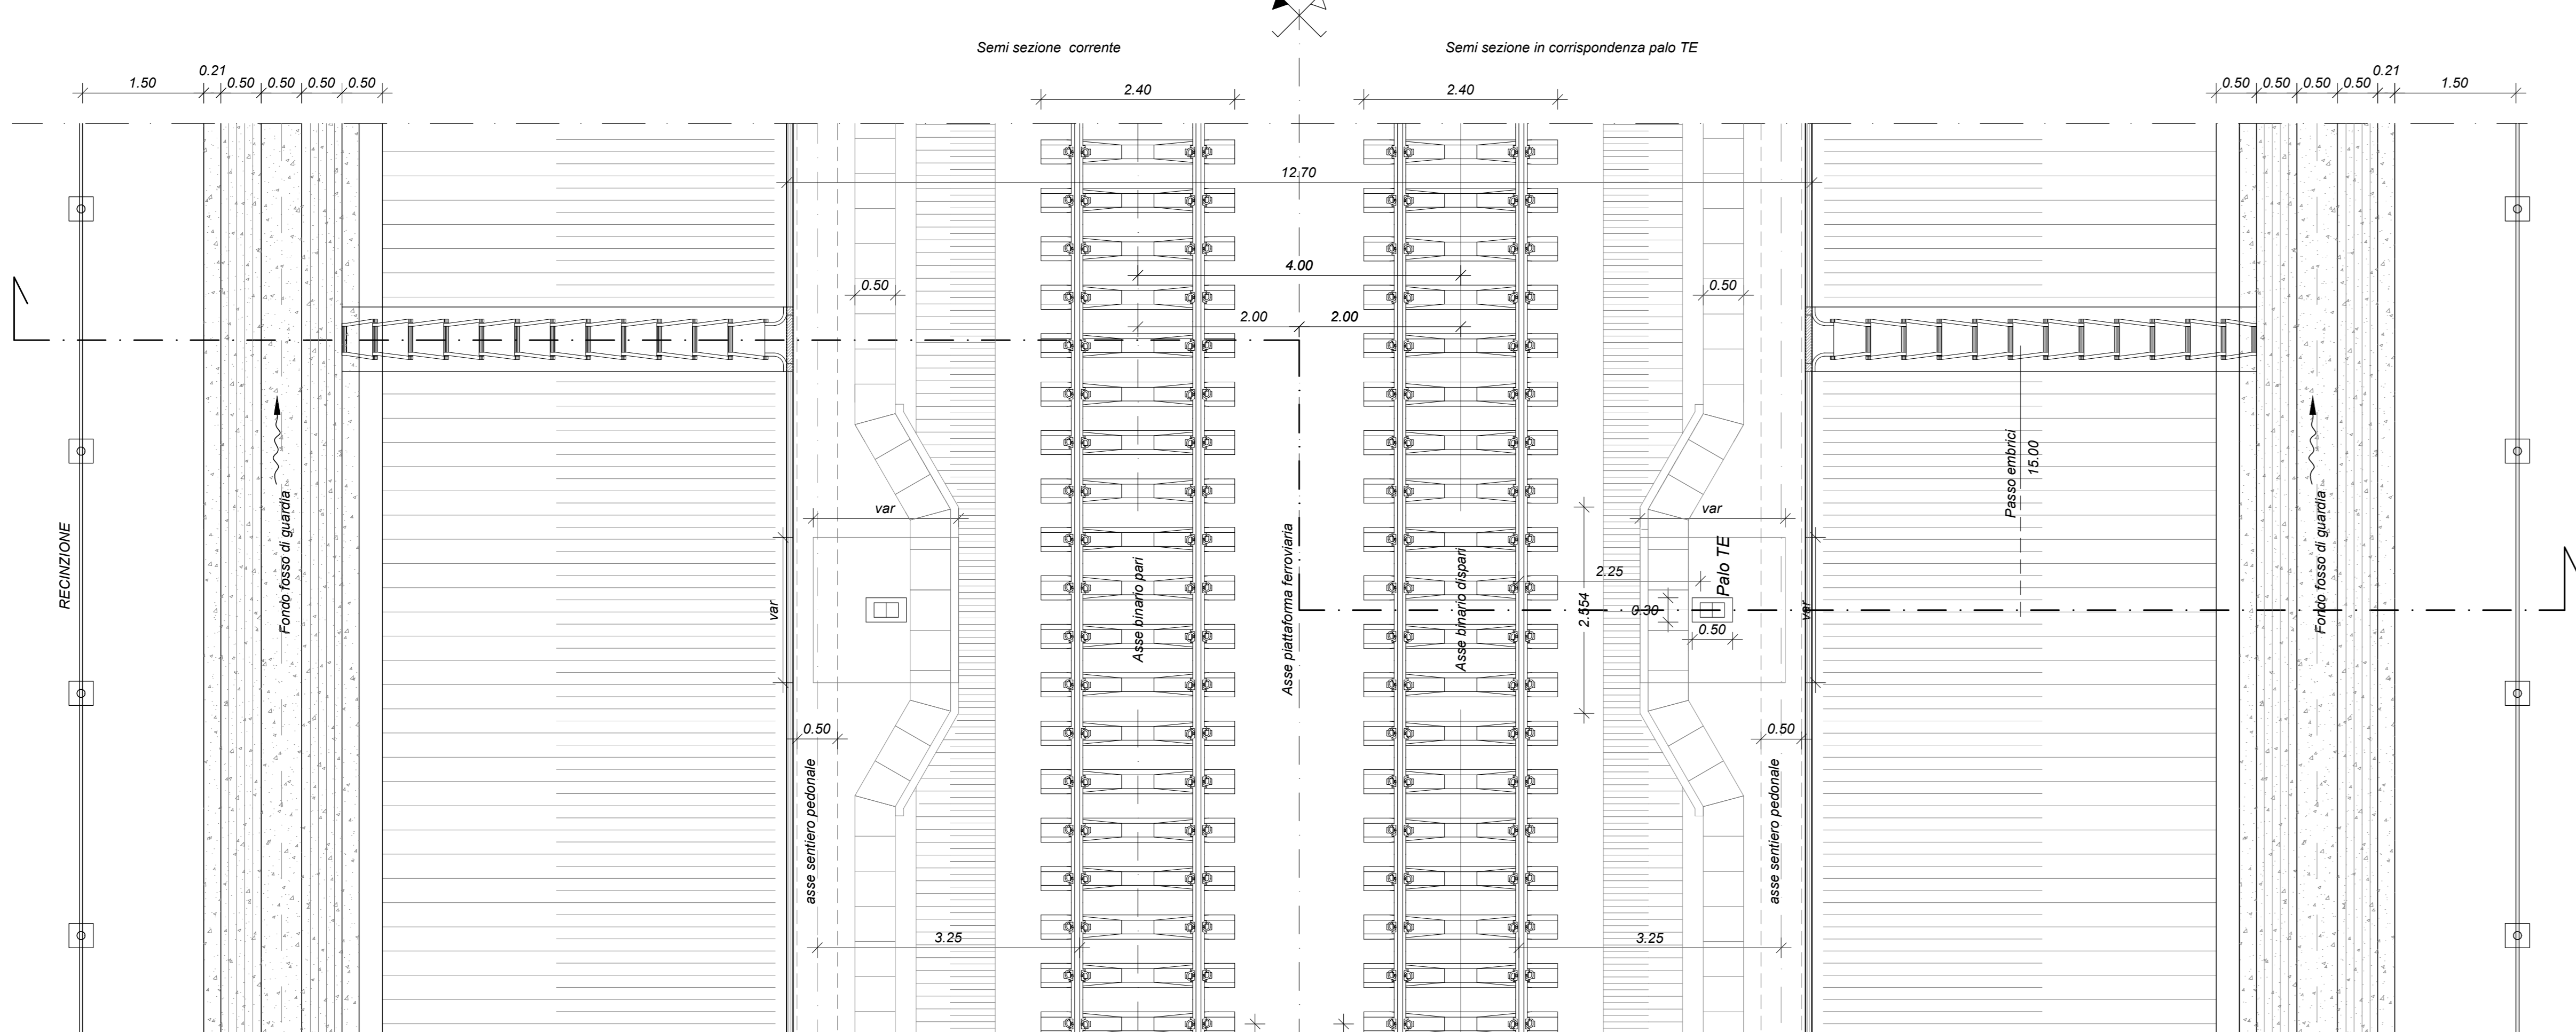 Semi sezione corrente
Semi sezione in corrispondenza palo TE
1.50
0.21
0.50
0.50
0.50
0.50
2.40
2.40
0.50
0.50
0.50
0.50
0.21
1.50
12.70
4.00
0.50
0.50
2.00
2.00
Passo embrici
15.00
RECINZIONE
Fondo fosso di guardia
var
var
var
Asse binario pari
Asse piattaforma ferroviaria
Asse binario dispari
2.25
2.554
0.30
0.50
Palo TE
var
Fondo fosso di guardia
0.50
0.50
asse sentiero pedonale
asse sentiero pedonale
3.25
3.25